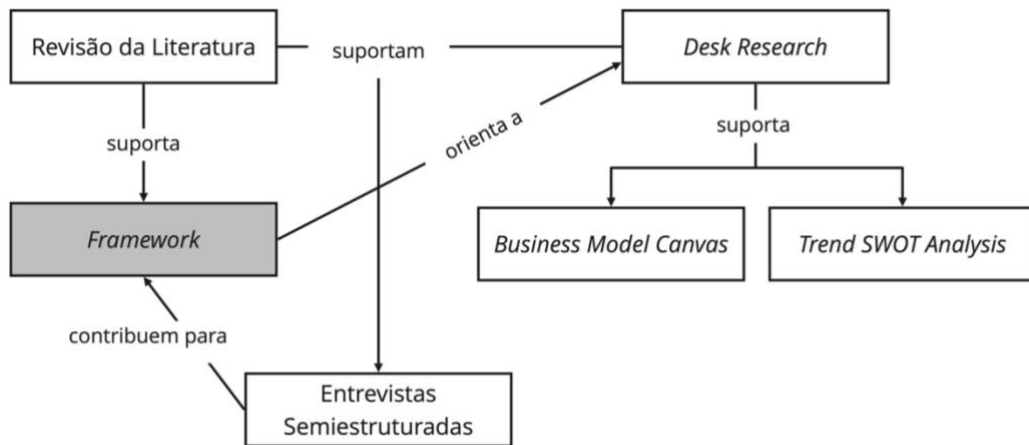 Revisão da Literatura
suportam
Desk Research
suporta
orienta a
suporta
Framework
Business Model Canvas
Trend SWOT Analysis
contribuem para
Entrevistas
Semiestruturadas